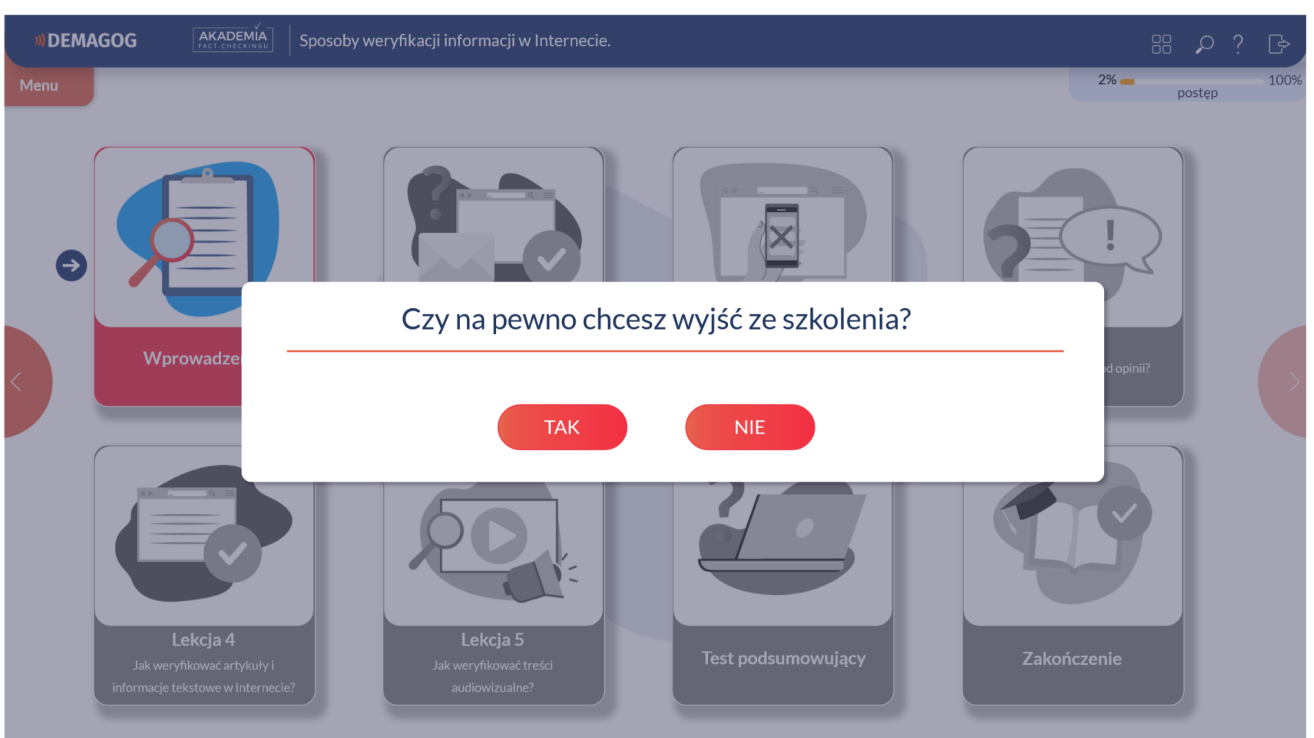 DEMAGOG
AKADEMIA
FACT-CHECKINGU
Sposoby weryfikacji informacji w Internecie.
?
Menu
2%
100%
postęp
Czy na pewno chcesz wyjść ze szkolenia?
TAK
NIE
d opinii?
Lekcja 4
Jak weryfikować artykuły i
informacje tekstowe w Internecie?
Lekcja 5
Jak weryfikować treści
audiowizualne?
Test podsumowujący
Zakończenie